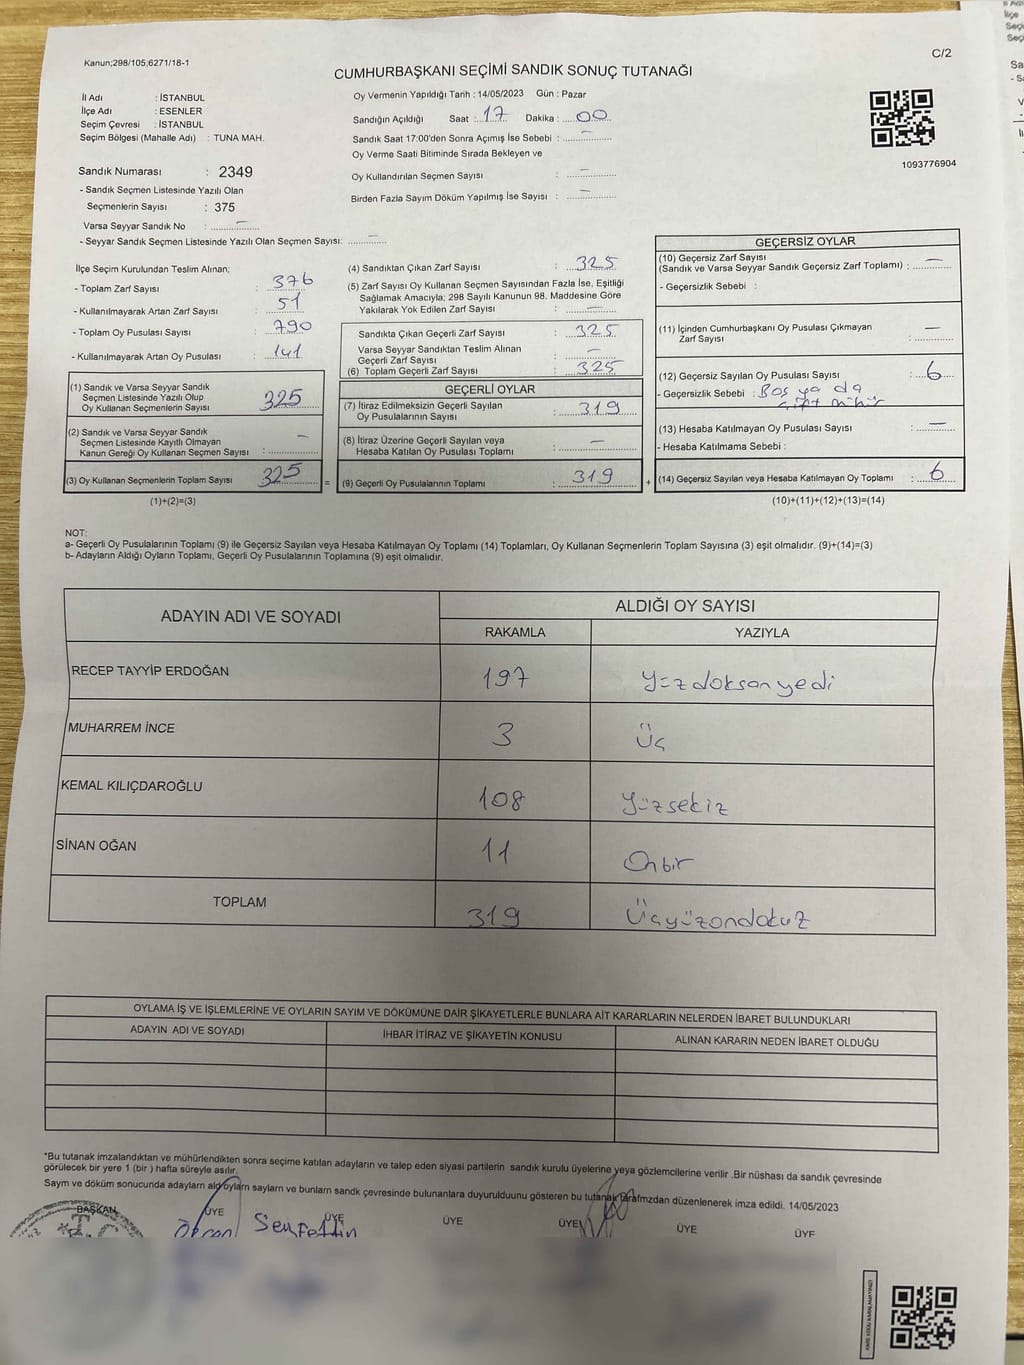 Kanun;298/105;6271/18-1
C/2
CUMHURBAŞKANI SEÇİMİ SANDIK SONUÇ TUTANAĞI
İl Adı : İSTANBUL
İlçe Adı : ESENLER
Seçim Çevresi : İSTANBUL
Seçim Bölgesi (Mahalle Adı) : TUNA MAH.
Sandık Numarası : 2349
- Sandık Seçmen Listesinde Yazılı Olan
Seçmenlerin Sayısı : 375
Varsa Seyyar Sandık No : –
- Seyyar Sandık Seçmen Listesinde Yazılı Olan Seçmen Sayısı: –
Oy Vermenin Yapıldığı Tarih : 14/05/2023 Gün : Pazar
Sandığın Açıldığı Saat : 17 Dakika : 00
Sandık Saat 17:00'den Sonra Açımış İse Sebebi : –
Oy Verme Saati Bitiminde Sırada Bekleyen ve
Oy Kullandırılan Seçmen Sayısı : –
Birden Fazla Sayım Döküm Yapılmış İse Sayısı : –
1093776904
İlçe Seçim Kurulundan Teslim Alınan;
- Toplam Zarf Sayısı : 376
- Kullanılmayarak Artan Zarf Sayısı : 51
- Toplam Oy Pusulası Sayısı : 790
- Kullanılmayarak Artan Oy Pusulası : 141
(1) Sandık ve Varsa Seyyar Sandık
Seçmen Listesinde Yazılı Olup
Oy Kullanan Seçmenlerin Sayısı : 325
(2) Sandık ve Varsa Seyyar Sandık
Seçmen Listesinde Kayıtlı Olmayan
Kanun Gereği Oy Kullanan Seçmen Sayısı : –
(3) Oy Kullanan Seçmenlerin Toplam Sayısı : 325
(1)+(2)=(3)
(4) Sandıktan Çıkan Zarf Sayısı : 325
(5) Zarf Sayısı Oy Kullanan Seçmen Sayısından Fazla İse, Eşitliği
Sağlamak Amacıyla; 298 Sayılı Kanunun 98. Maddesine Göre
Yakılarak Yok Edilen Zarf Sayısı : –
Sandıkta Çıkan Geçerli Zarf Sayısı : 325
Varsa Seyyar Sandıktan Teslim Alınan
Geçerli Zarf Sayısı : –
(6) Toplam Geçerli Zarf Sayısı : 325
GEÇERLİ OYLAR
(7) İtiraz Edilmeksizin Geçerli Sayılan
Oy Pusulalarının Sayısı : 319
(8) İtiraz Üzerine Geçerli Sayılan veya
Hesaba Katılan Oy Pusulası Toplamı : –
= (9) Geçerli Oy Pusulalarının Toplamı : 319
GEÇERSİZ OYLAR
(10) Geçersiz Zarf Sayısı
(Sandık ve Varsa Seyyar Sandık Geçersiz Zarf Toplamı) : –
- Geçersizlik Sebebi :
(11) İçinden Cumhurbaşkanı Oy Pusulası Çıkmayan
Zarf Sayısı : –
(12) Geçersiz Sayılan Oy Pusulası Sayısı : 6
- Geçersizlik Sebebi : Boş ya da
çift mühür
(13) Hesaba Katılmayan Oy Pusulası Sayısı : –
- Hesaba Katılmama Sebebi :
+ (14) Geçersiz Sayılan veya Hesaba Katılmayan Oy Toplamı : 6
(10)+(11)+(12)+(13)=(14)
NOT:
a- Geçerli Oy Pusulalarının Toplamı (9) ile Geçersiz Sayılan veya Hesaba Katılmayan Oy Toplamı (14) Toplamları, Oy Kullanan Seçmenlerin Toplam Sayısına (3) eşit olmalıdır. (9)+(14)=(3)
b- Adayların Aldığı Oyların Toplamı, Geçerli Oy Pusulalarının Toplamına (9) eşit olmalıdır.
ADAYIN ADI VE SOYADI ALDIĞI OY SAYISI
RAKAMLA YAZIYLA
RECEP TAYYİP ERDOĞAN 197 Yüzdoksanyedi
MUHARREM İNCE 3 Üç
KEMAL KILIÇDAROĞLU 108 Yüzsekiz
SİNAN OĞAN 11 Onbir
TOPLAM 319 Üçyüzondokuz
OYLAMA İŞ VE İŞLEMLERİNE VE OYLARIN SAYIM VE DÖKÜMÜNE DAİR ŞİKAYETLERLE BUNLARA AİT KARARLARIN NELERDEN İBARET BULUNDUKLARI
ADAYIN ADI VE SOYADI İHBAR İTİRAZ VE ŞİKAYETİN KONUSU ALINAN KARARIN NEDEN İBARET OLDUĞU
*Bu tutanak imzalandıktan ve mühürlendikten sonra seçime katılan adayların ve talep eden siyasi partilerin sandık kurulu üyelerine veya gözlemcilerine verilir .Bir nüshası da sandık çevresinde
görülecek bir yere 1 (bir ) hafta süreyle asılır.
Saym ve döküm sonucunda adaylarn ald oylarn saylarn ve bunlarn sandk çevresinde bulunanlara duyurulduunu gösteren bu tutanak tarafmzdan düzenlenerek imza edildi. 14/05/2023
BAŞKAN ÜYE ÜYE ÜYE ÜYE ÜYE ÜYE
T.C.